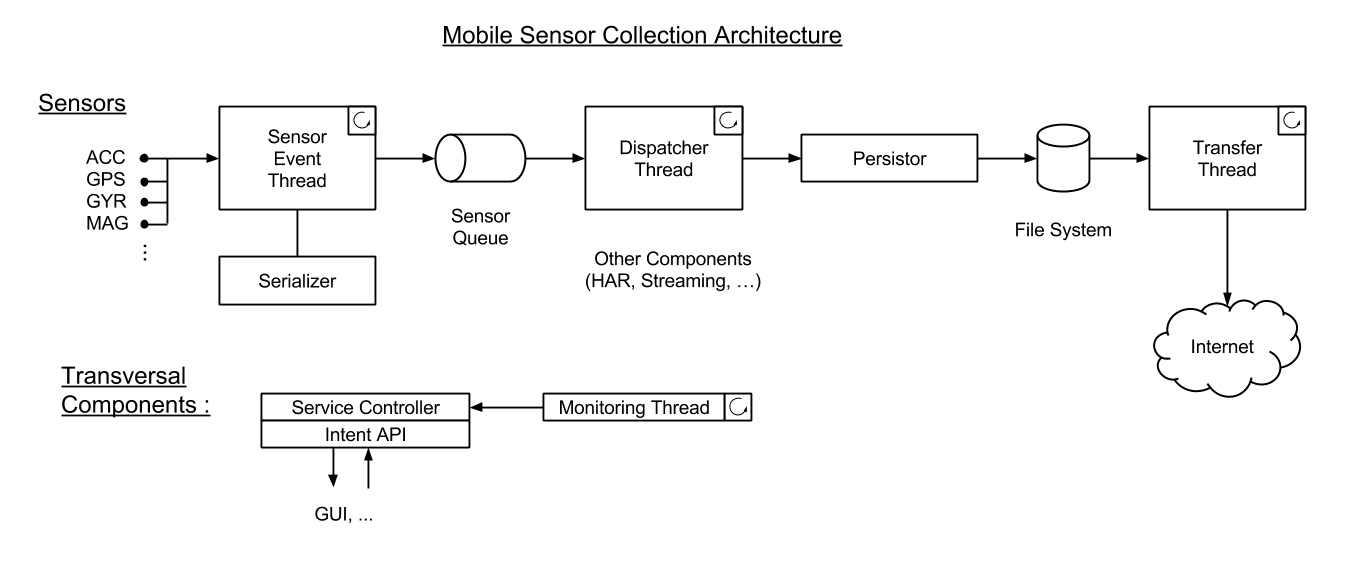 Mobile Sensor Collection Architecture
Sensors
ACC
GPS
GYR
MAG
⋮
Sensor
Event
Thread
Serializer
Sensor
Queue
Dispatcher
Thread
Other Components
(HAR, Streaming, …)
Persistor
File System
Transfer
Thread
Internet
Transversal
Components :
Service Controller
Intent API
Monitoring Thread
GUI, ...